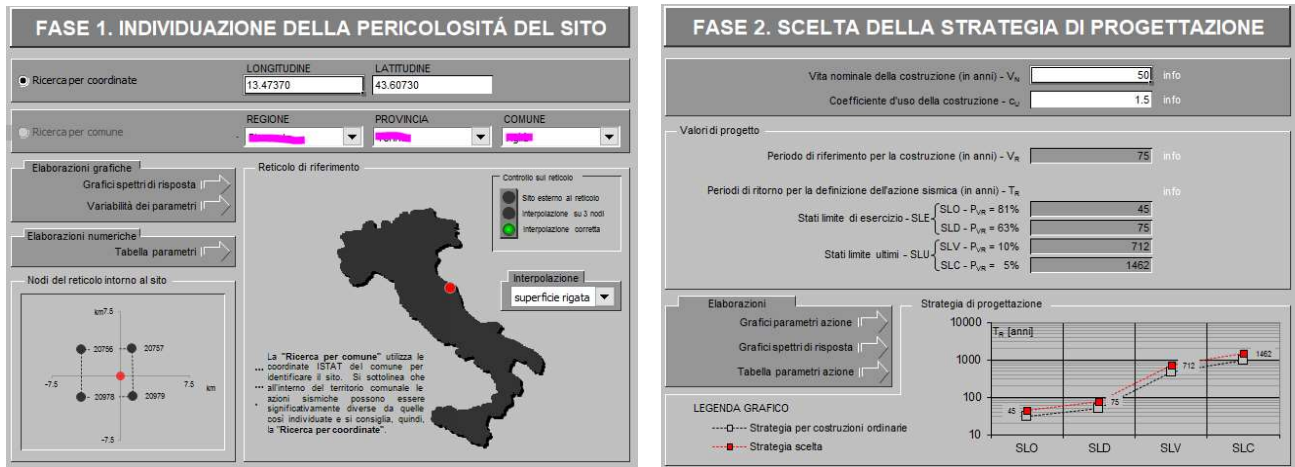 FASE 1. INDIVIDUAZIONE DELLA PERICOLOSITÁ DEL SITO
Ricerca per coordinate
LONGITUDINE
LATITUDINE
13.47370
43.60730
Ricerca per comune
REGIONE
PROVINCIA
COMUNE
Elaborazioni grafiche
Grafici spettri di risposta
Variabilità dei parametri
Elaborazioni numeriche
Tabella parametri
Nodi del reticolo intorno al sito
km 7.5
20756
20757
-7.5
7.5
km
20978
20979
-7.5
Reticolo di riferimento
Controllo sul reticolo
Sito esterno al reticolo
Interpolazione su 3 nodi
Interpolazione corretta
Interpolazione
superficie rigata
La "Ricerca per comune" utilizza le
coordinate ISTAT del comune per
identificare il sito. Si sottolinea che
all'interno del territorio comunale le
azioni sismiche possono essere
significativamente diverse da quelle
così individuate e si consiglia, quindi,
la "Ricerca per coordinate".
FASE 2. SCELTA DELLA STRATEGIA DI PROGETTAZIONE
Vita nominale della costruzione (in anni) - VN 50 info
Coefficiente d'uso della costruzione - cU 1.5 info
Valori di progetto
Periodo di riferimento per la costruzione (in anni) - VR 75 info
Periodi di ritorno per la definizione dell'azione sismica (in anni) - TR info
Stati limite di esercizio - SLE
SLO - PVR = 81% 45
SLD - PVR = 63% 75
Stati limite ultimi - SLU
SLV - PVR = 10% 712
SLC - PVR = 5% 1462
Elaborazioni
Grafici parametri azione
Grafici spettri di risposta
Tabella parametri azione
LEGENDA GRAFICO
Strategia per costruzioni ordinarie
Strategia scelta
Strategia di progettazione
TR [anni]
10000
1000
100
10
45
75
712
1462
SLO
SLD
SLV
SLC